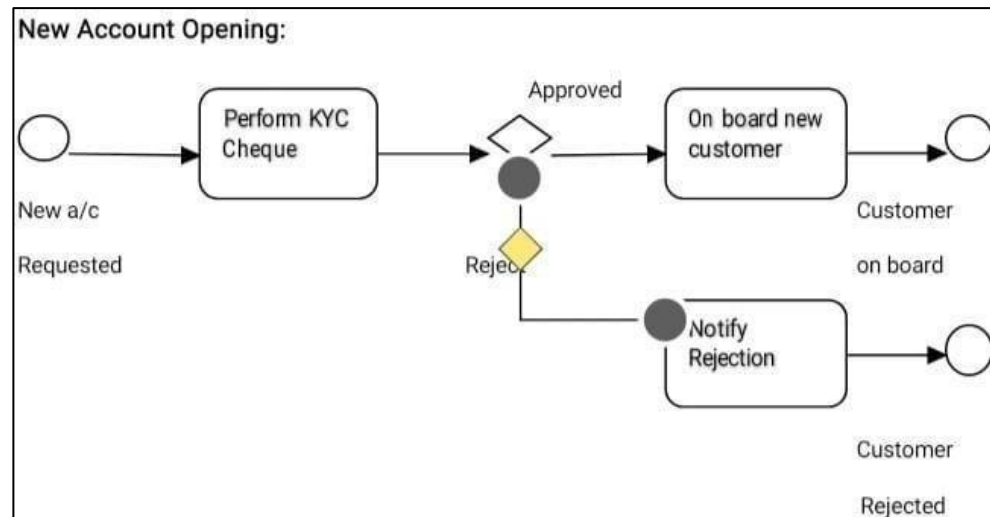 New Account Opening:
Approved
Perform KYC
Cheque
On board new
customer
New a/c
Requested
Reject
Customer
on board
Notify
Rejection
Customer
Rejected